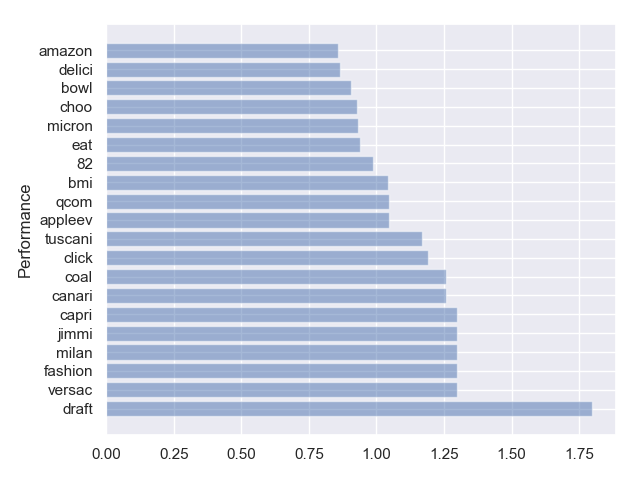 amazon
delici
bowl
choo
micron
eat
82
bmi
qcom
appleev
tuscani
click
coal
canari
capri
jimmi
milan
fashion
versac
draft
Performance
0.00 0.25 0.50 0.75 1.00 1.25 1.50 1.75